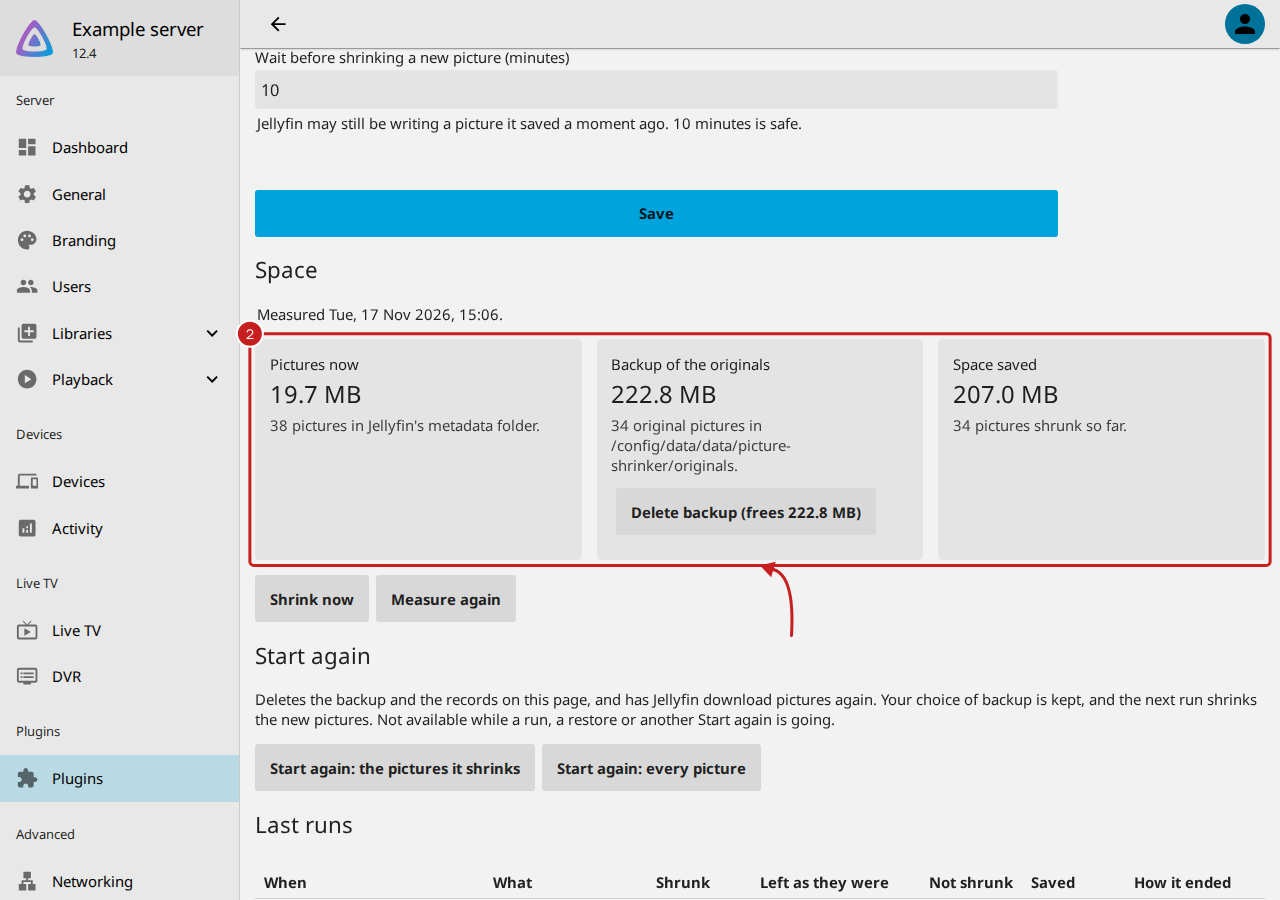 Example server
12.4
Server
Dashboard
General
Branding
Users
Libraries
Playback
Devices
Devices
Activity
Live TV
Live TV
DVR
Plugins
Plugins
Advanced
Networking
Wait before shrinking a new picture (minutes)
10
Jellyfin may still be writing a picture it saved a moment ago. 10 minutes is safe.
Save
Space
Measured Tue, 17 Nov 2026, 15:06.
2
Pictures now
19.7 MB
38 pictures in Jellyfin's metadata folder.
Backup of the originals
222.8 MB
34 original pictures in
/config/data/data/picture-
shrinker/originals.
Delete backup (frees 222.8 MB)
Space saved
207.0 MB
34 pictures shrunk so far.
Shrink now
Measure again
Start again
Deletes the backup and the records on this page, and has Jellyfin download pictures again. Your choice of backup is kept, and the next run shrinks
the new pictures. Not available while a run, a restore or another Start again is going.
Start again: the pictures it shrinks
Start again: every picture
Last runs
When What Shrunk Left as they were Not shrunk Saved How it ended